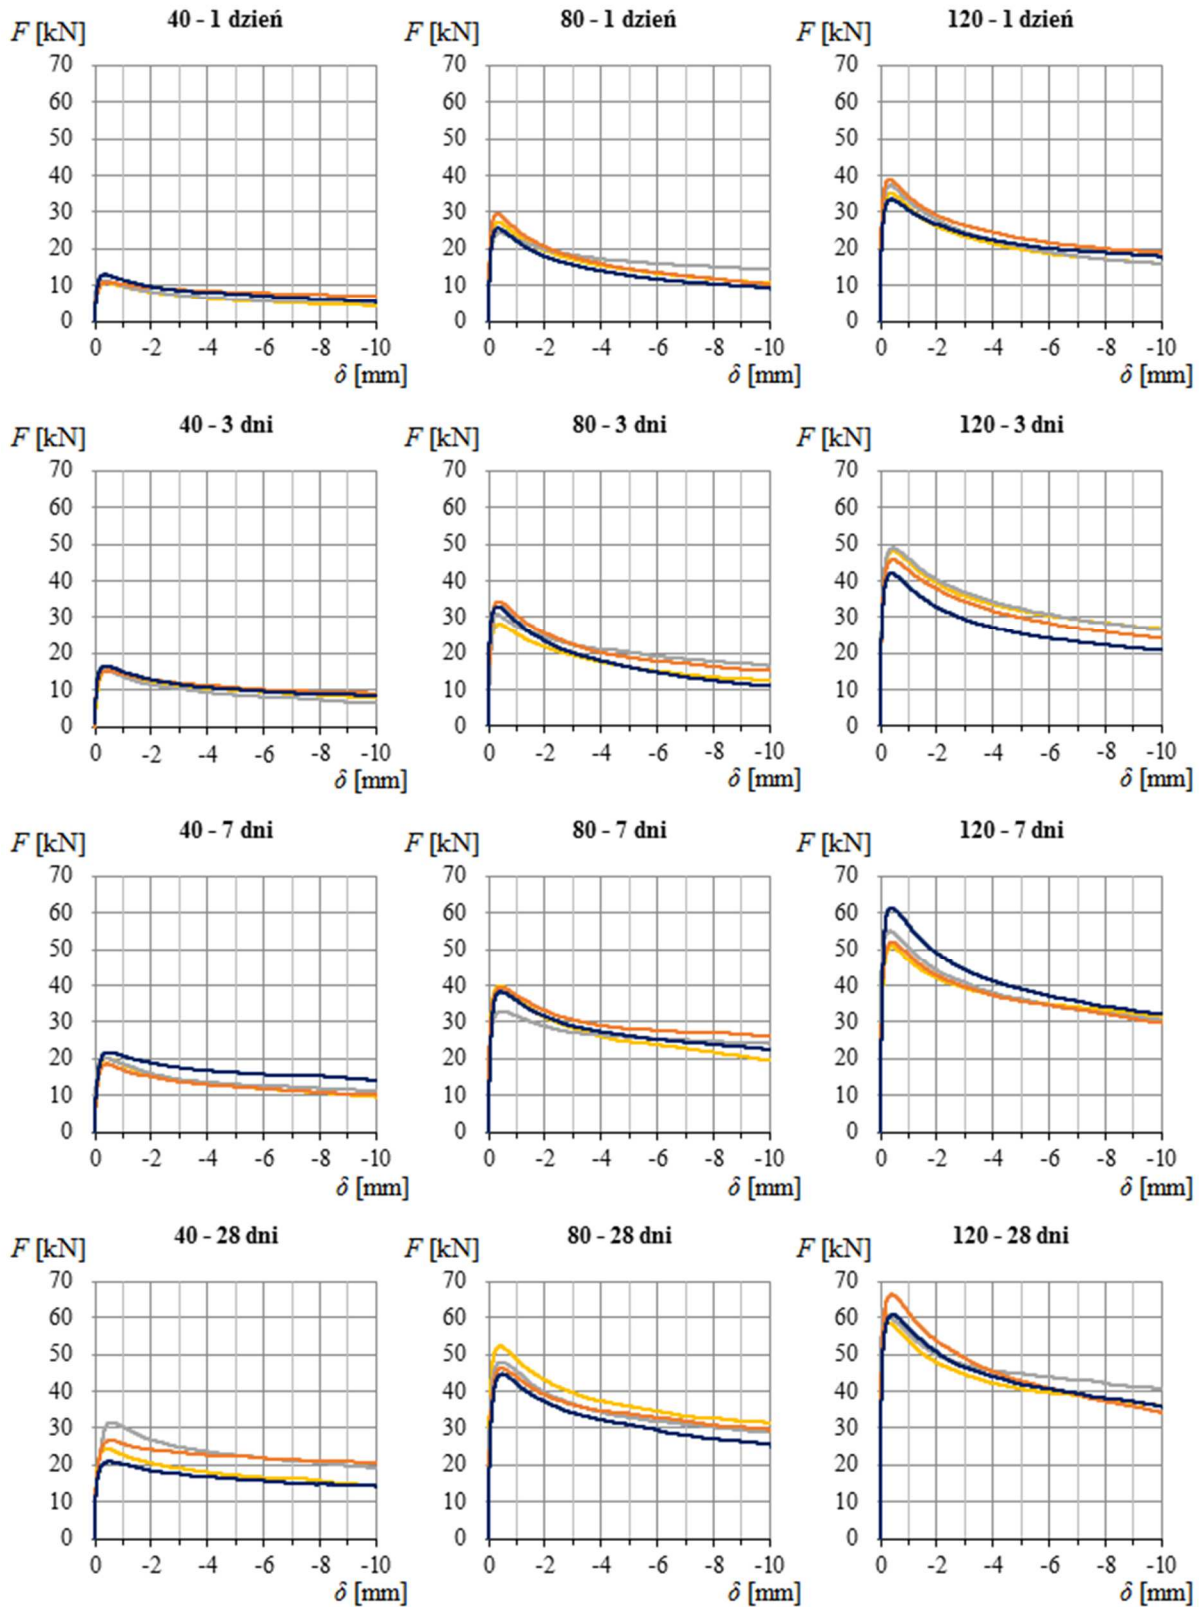 40 - 1 dzień
80 - 1 dzień
120 - 1 dzień
F [kN]
F [kN]
F [kN]
70
60
50
40
30
20
10
0
0 -2 -4 -6 -8 -10
δ [mm]
70
60
50
40
30
20
10
0
0 -2 -4 -6 -8 -10
δ [mm]
70
60
50
40
30
20
10
0
0 -2 -4 -6 -8 -10
δ [mm]
40 - 3 dni
80 - 3 dni
120 - 3 dni
F [kN]
F [kN]
F [kN]
70
60
50
40
30
20
10
0
0 -2 -4 -6 -8 -10
δ [mm]
70
60
50
40
30
20
10
0
0 -2 -4 -6 -8 -10
δ [mm]
70
60
50
40
30
20
10
0
0 -2 -4 -6 -8 -10
δ [mm]
40 - 7 dni
80 - 7 dni
120 - 7 dni
F [kN]
F [kN]
F [kN]
70
60
50
40
30
20
10
0
0 -2 -4 -6 -8 -10
δ [mm]
70
60
50
40
30
20
10
0
0 -2 -4 -6 -8 -10
δ [mm]
70
60
50
40
30
20
10
0
0 -2 -4 -6 -8 -10
δ [mm]
40 - 28 dni
80 - 28 dni
120 - 28 dni
F [kN]
F [kN]
F [kN]
70
60
50
40
30
20
10
0
0 -2 -4 -6 -8 -10
δ [mm]
70
60
50
40
30
20
10
0
0 -2 -4 -6 -8 -10
δ [mm]
70
60
50
40
30
20
10
0
0 -2 -4 -6 -8 -10
δ [mm]